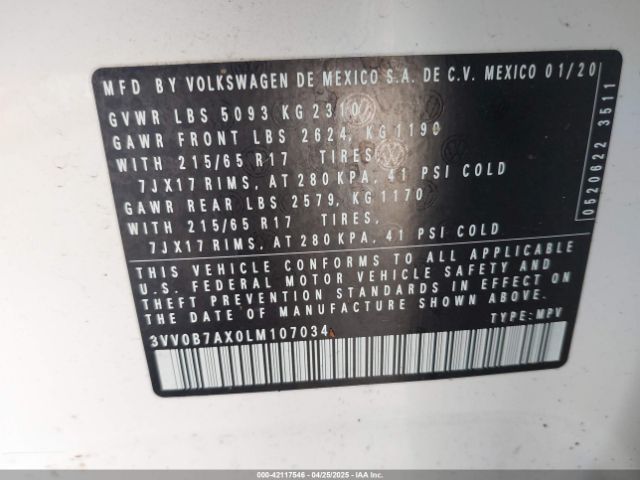 MFD BY VOLKSWAGEN DE MEXICO S.A. DE C.V. MEXICO 01/20
GVWR LBS 5093 KG 2310
GAWR FRONT LBS 2624, KG 1190
WITH 215/65 R17 TIRES,
7JX17 RIMS, AT 280 KPA, 41 PSI COLD
GAWR REAR LBS 2579, KG 1170
WITH 215/65 R17 TIRES,
7JX17 RIMS, AT 280 KPA, 41 PSI COLD
THIS VEHICLE CONFORMS TO ALL APPLICABLE
U.S. FEDERAL MOTOR VEHICLE SAFETY AND
THEFT PREVENTION STANDARDS IN EFFECT ON
THE DATE OF MANUFACTURE SHOWN ABOVE.
3VV0B7AX0LM107034
TYPE: MPV
0520622 3511
000-42117546 - 04/25/2025 - IAA Inc.